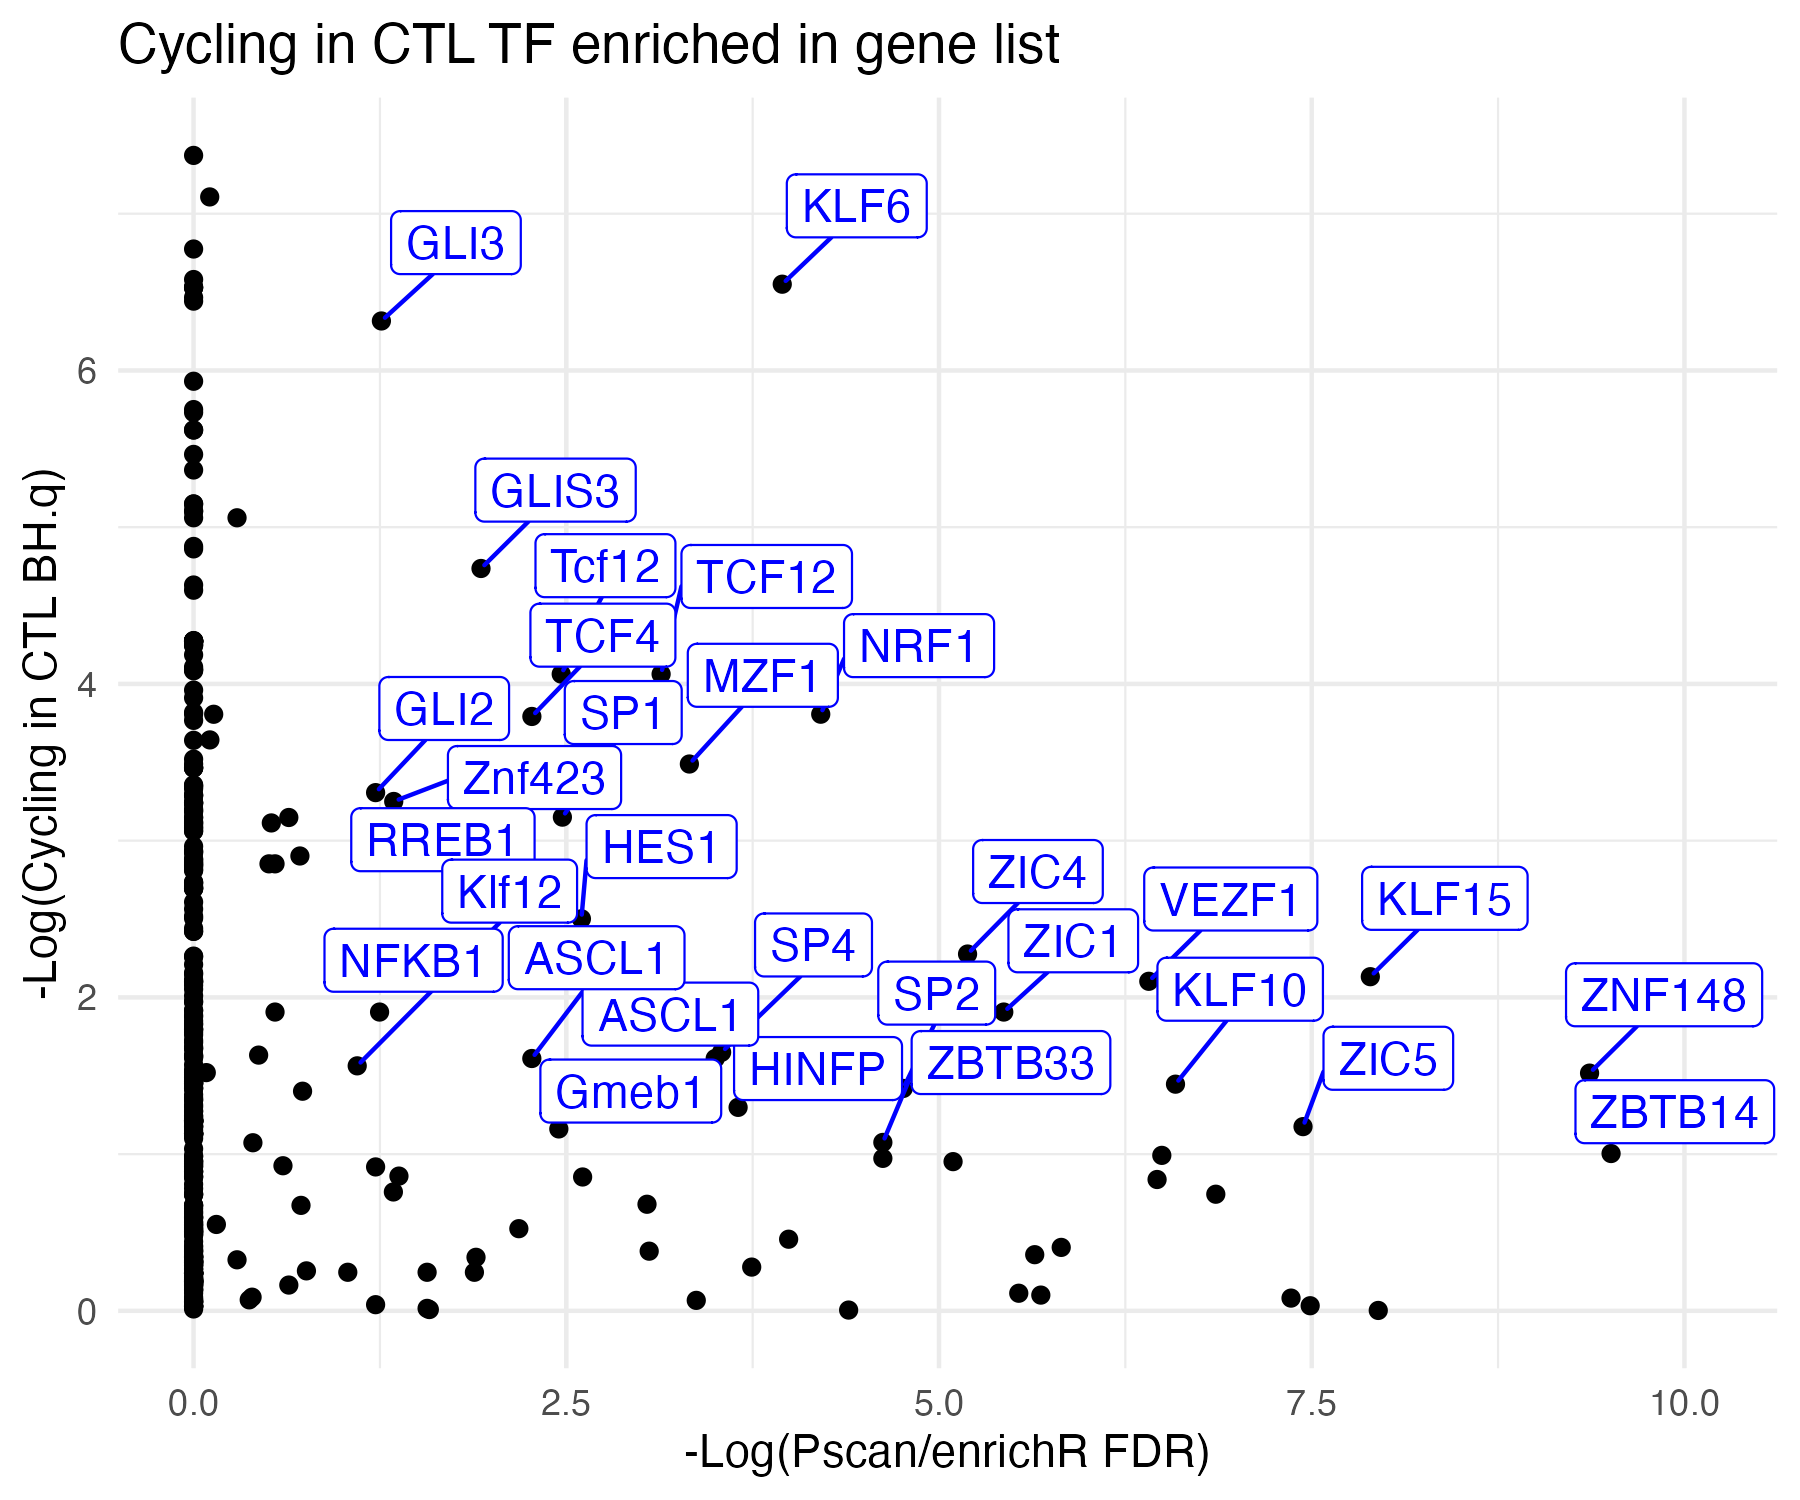 Cycling in CTL TF enriched in gene list
KLF6
GLI3
6
GLIS3
Tcf12
TCF12
TCF4
NRF1
MZF1
4
GLI2
SP1
Znf423
RREB1
HES1
Klf12
ZIC4
VEZF1
KLF15
NFKB1
ASCL1
SP4
ZIC1
SP2
KLF10
ZNF148
2
ASCL1
HINFP
ZBTB33
ZIC5
Gmeb1
ZBTB14
0
0.0
2.5
5.0
7.5
10.0
-Log(Pscan/enrichR FDR)
-Log(Cycling in CTL BH.q)